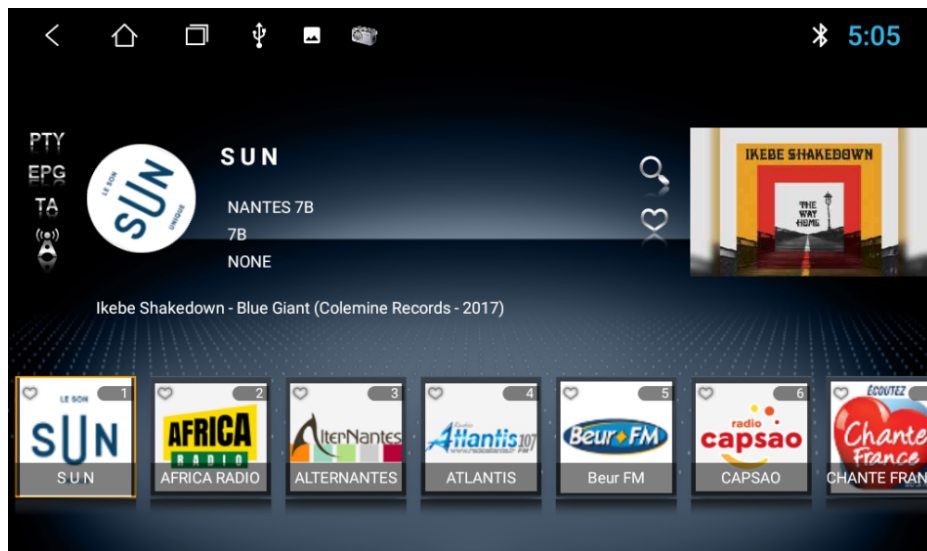 5:05
PTY
EPG
TA
LE SON
SUN
UNIQUE
SUN
NANTES 7B
7B
NONE
IKEBE SHAKEDOWN
THE
WAY
HOME
Ikebe Shakedown - Blue Giant (Colemine Records - 2017)
1
LE SON
SUN
SUN
2
AFRICA
RADIO
AFRICA RADIO
3
AlterNantes
ALTERNANTES
4
Radio
Atlantis 107
ATLANTIS
5
Beur FM
Beur FM
6
radio
capsao
CAPSAO
ÉCOUTEZ
Chante
France
CHANTE FRAN